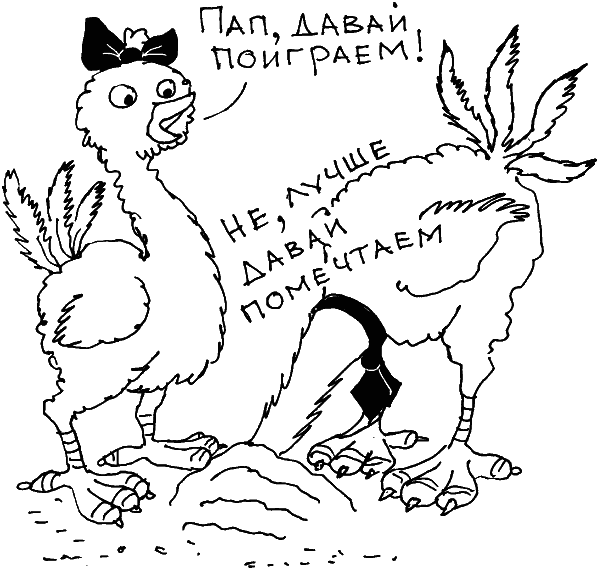 Пап, давай
поиграем!
Не, лучше
давай
помечтаем